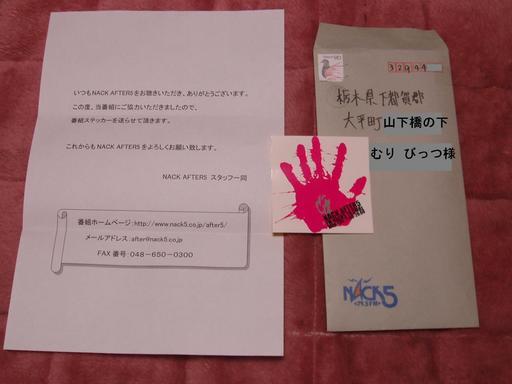 いつもNACK AFTER5をお聴きいただき、ありがとうございます。
この度、当番組にご協力いただきましたので、
番組ステッカーを送らせて頂きます。
これからもNACK AFTER5をよろしくお願い致します。
NACK AFTER5 スタッフ一同
番組ホームページ:http://www.nack5.co.jp/after5/
メールアドレス:after@nack5.co.jp
FAX 番号:048-650-0300
NACK AFTER5
32944
栃木県下都賀郡
大平町山下橋の下
むり びっつ様
NACK5
79.5FM